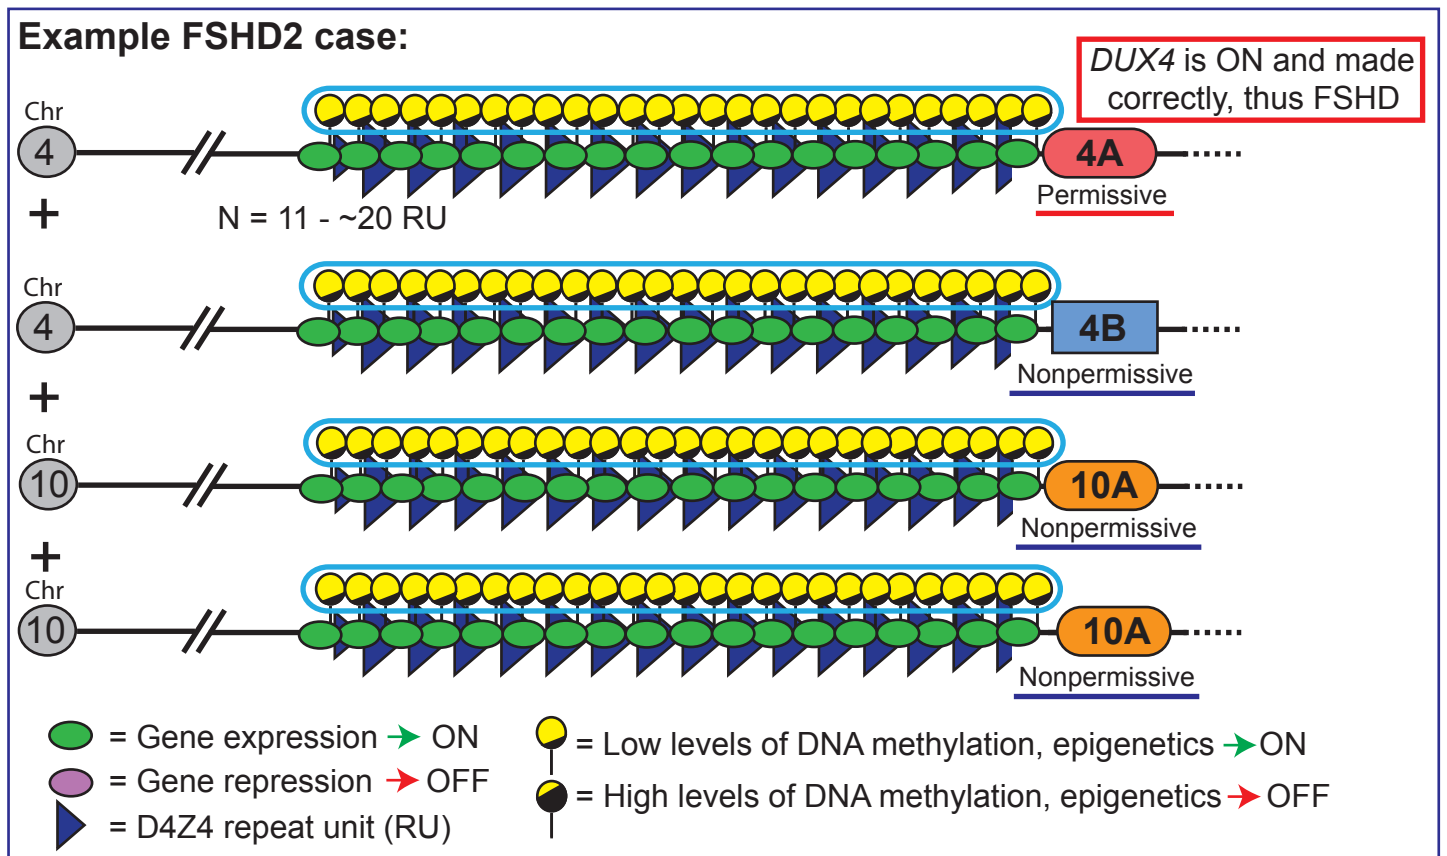 Example FSHD2 case:
DUX4 is ON and made
correctly, thus FSHD
Chr
4
4A
Permissive
+
N = 11 - ~20 RU
Chr
4
4B
Nonpermissive
+
Chr
10
10A
Nonpermissive
+
Chr
10
10A
Nonpermissive
= Gene expression → ON
= Gene repression → OFF
= D4Z4 repeat unit (RU)
= Low levels of DNA methylation, epigenetics → ON
= High levels of DNA methylation, epigenetics → OFF